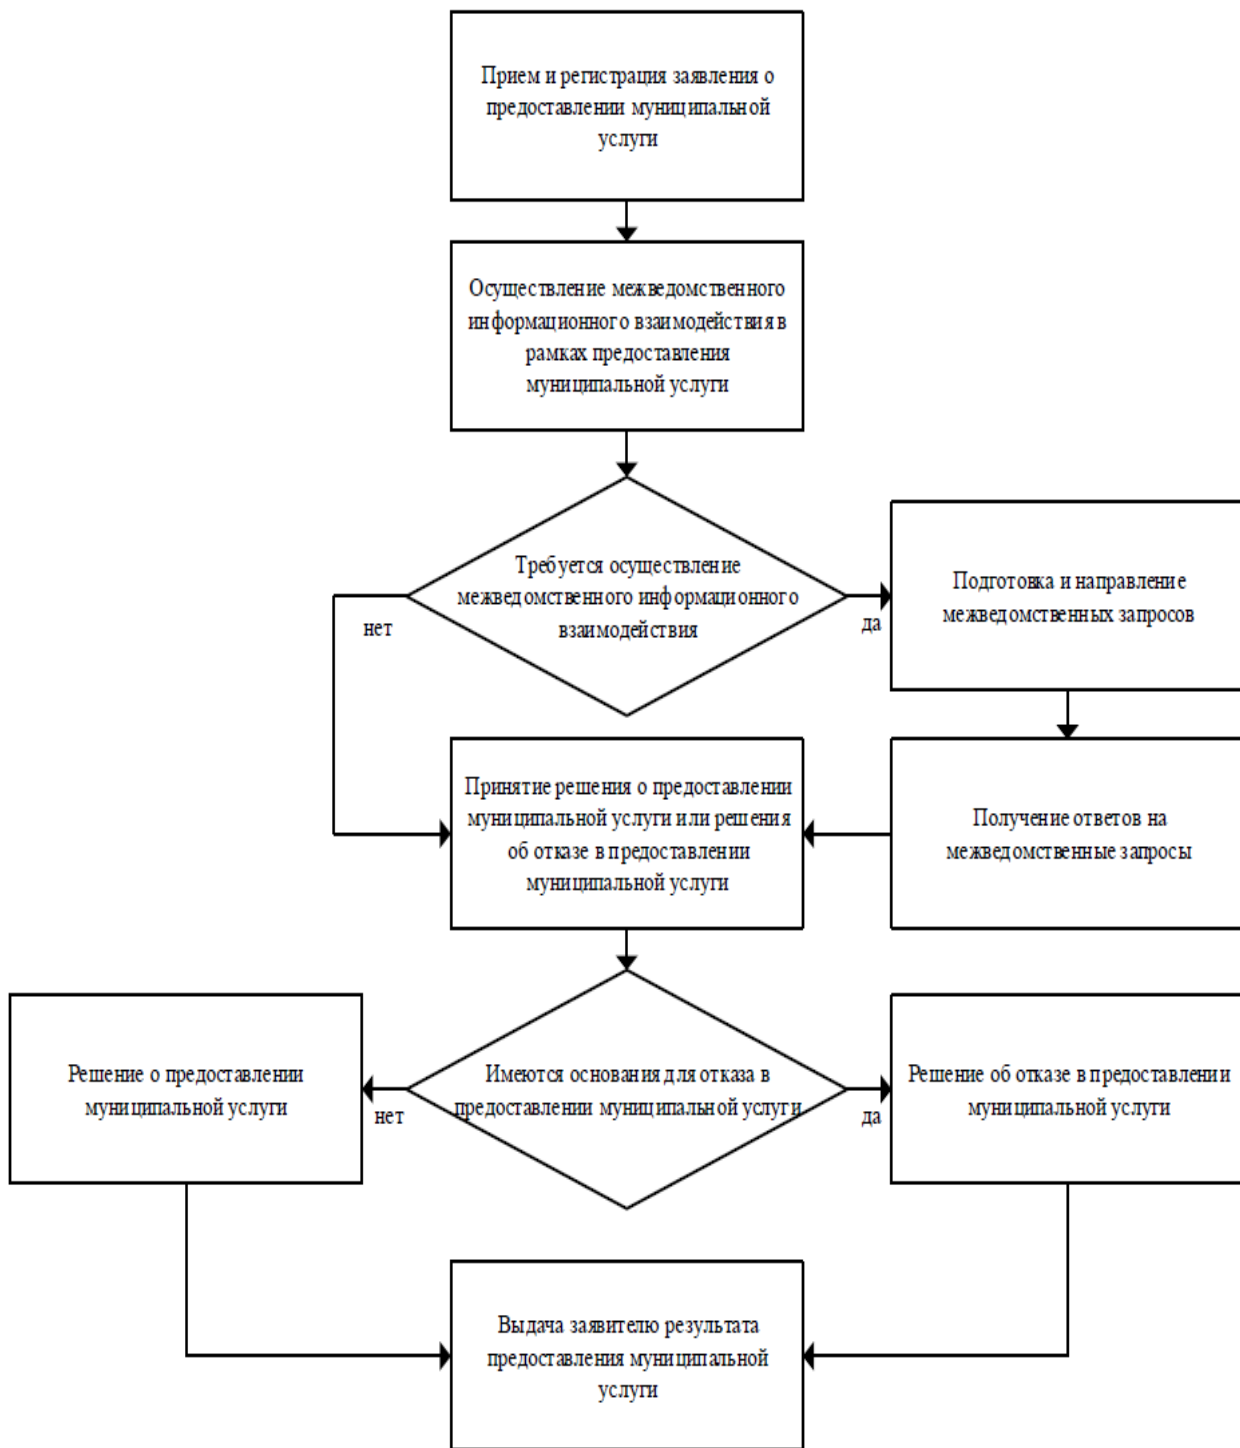 Прием и регистрация заявления о
предоставлении муниципальной
услуги
Осуществление межведомственного
информационного взаимодействия в
рамках предоставления
муниципальной услуги
Требуется осуществление
межведомственного информационного
взаимодействия
нет
да
Подготовка и направление
межведомственных запросов
Принятие решения о предоставлении
муниципальной услуги или решения
об отказе в предоставлении
муниципальной услуги
Получение ответов на
межведомственные запросы
Решение о предоставлении
муниципальной услуги
нет
Имеются основания для отказа в
предоставлении муниципальной услуги
да
Решение об отказе в предоставлении
муниципальной услуги
Выдача заявителю результата
предоставления муниципальной
услуги